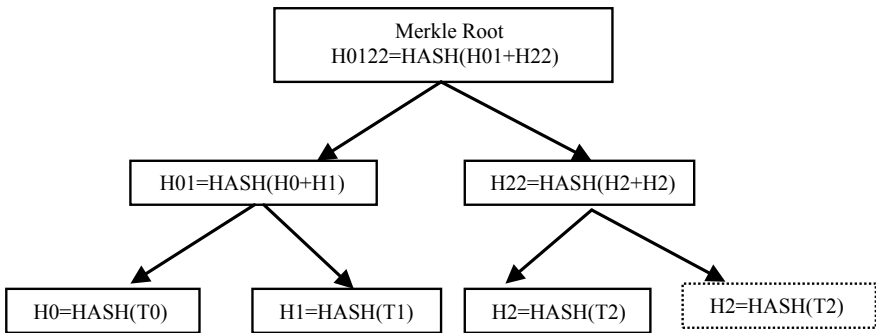 Merkle Root
H0122=HASH(H01+H22)
H01=HASH(H0+H1)
H22=HASH(H2+H2)
H0=HASH(T0)
H1=HASH(T1)
H2=HASH(T2)
H2=HASH(T2)